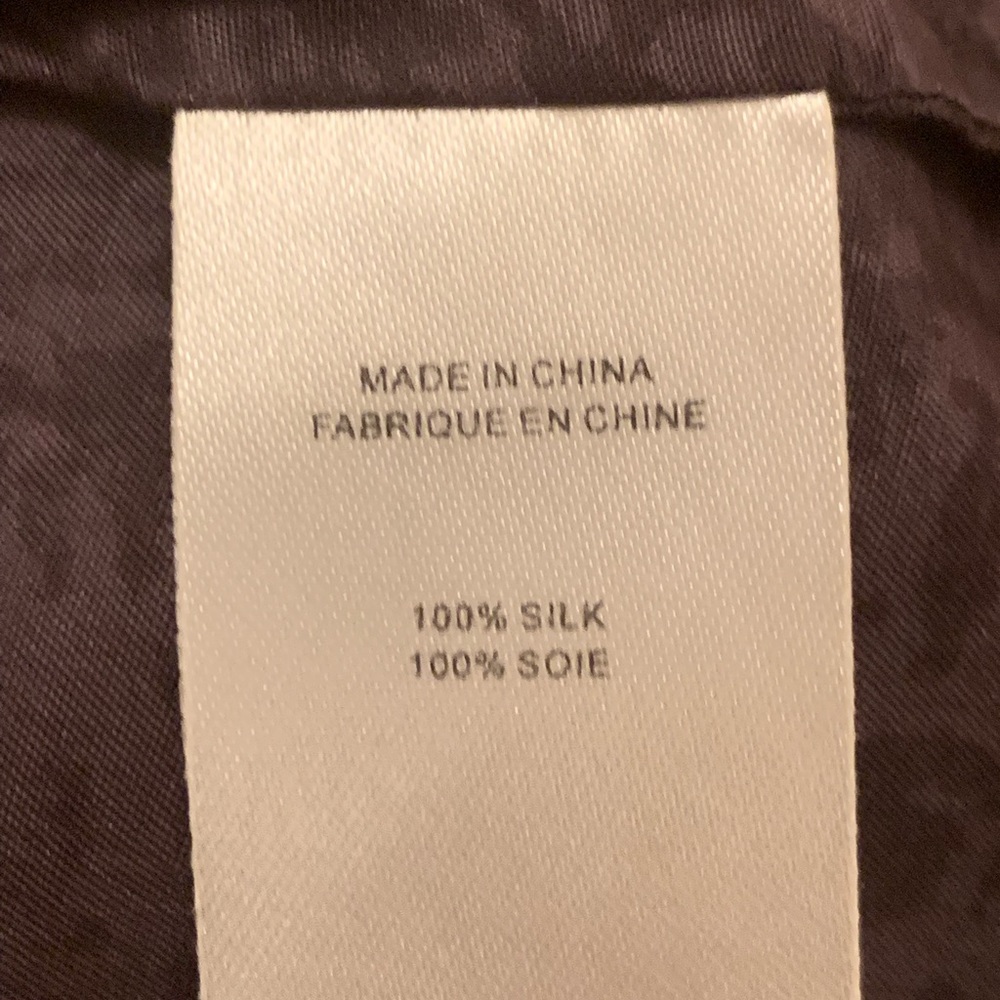 MADE IN CHINA
FABRIQUE EN CHINE
100% SILK
100% SOIE